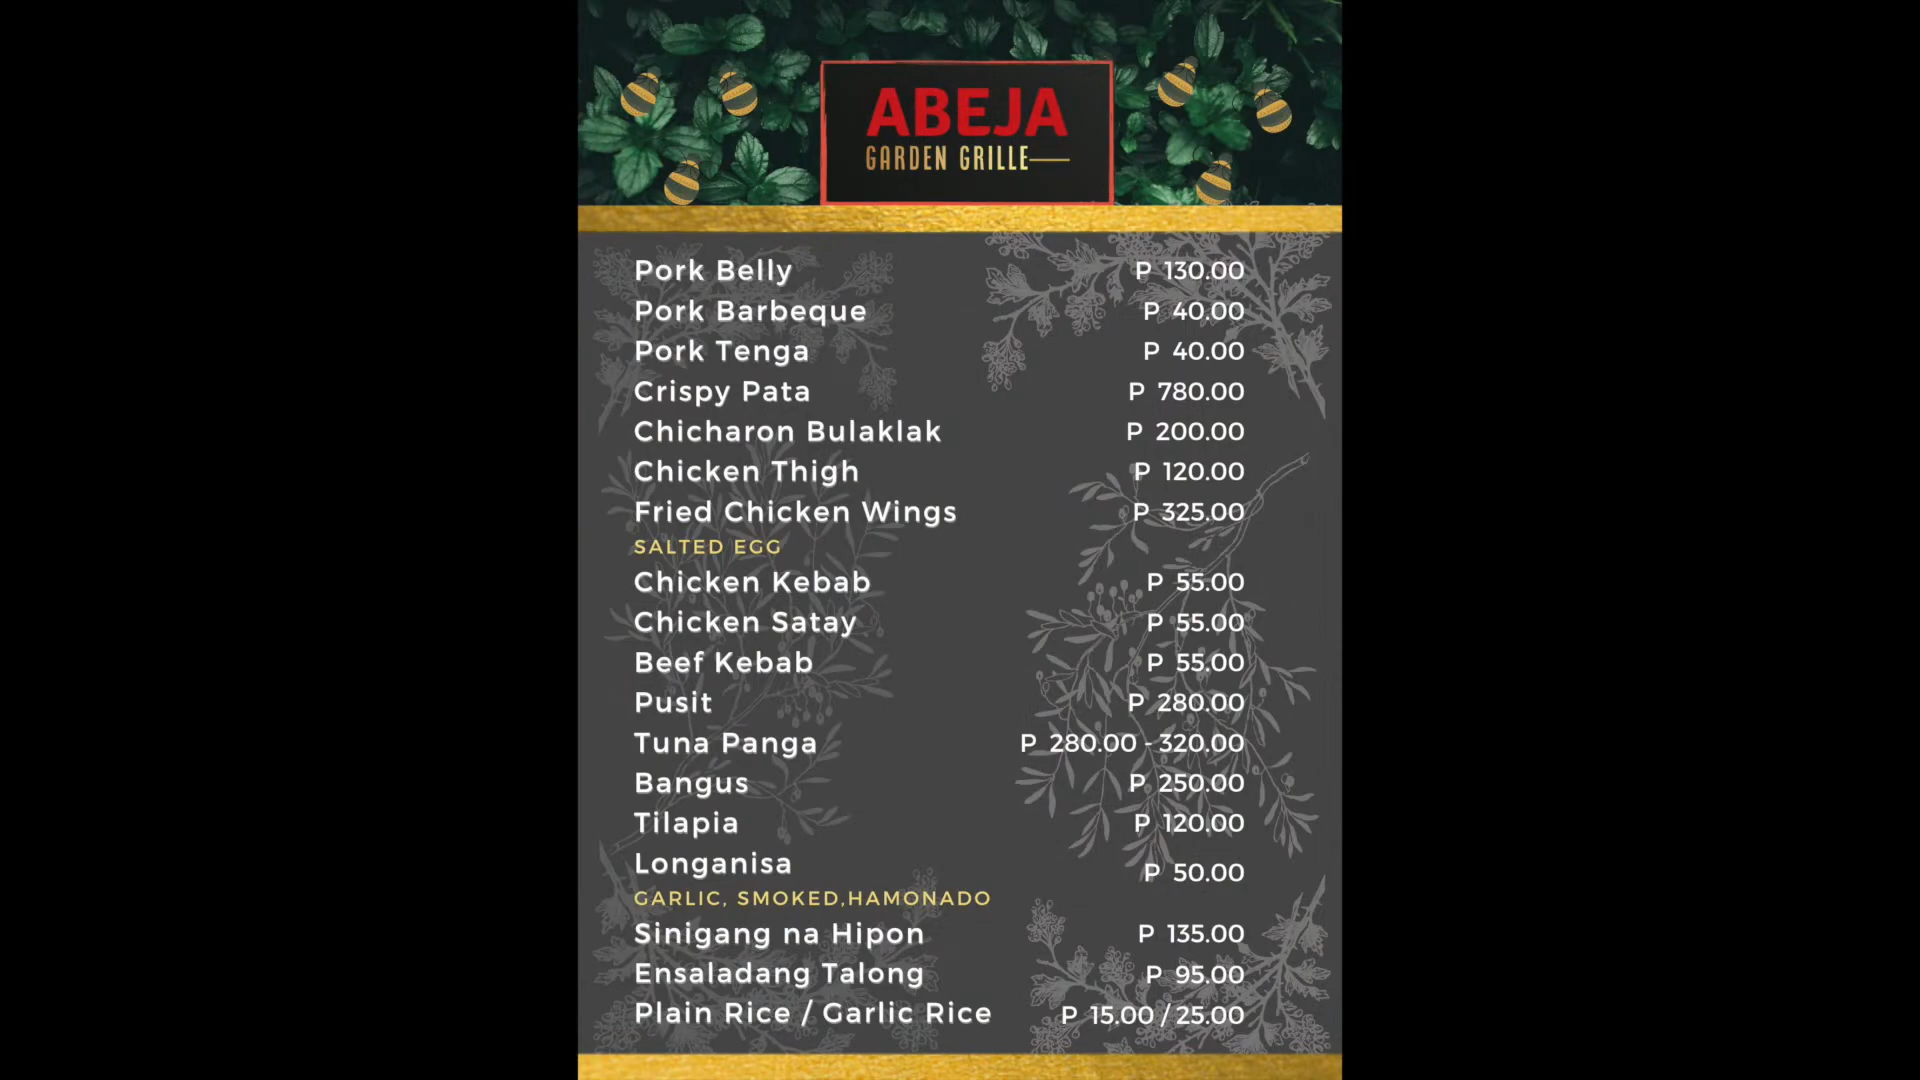 ABEJA
GARDEN GRILLE
Pork Belly P 130.00
Pork Barbeque P 40.00
Pork Tenga P 40.00
Crispy Pata P 780.00
Chicharon Bulaklak P 200.00
Chicken Thigh P 120.00
Fried Chicken Wings P 325.00
SALTED EGG
Chicken Kebab P 55.00
Chicken Satay P 55.00
Beef Kebab P 55.00
Pusit P 280.00
Tuna Panga P 280.00 - 320.00
Bangus P 250.00
Tilapia P 120.00
Longanisa P 50.00
GARLIC, SMOKED,HAMONADO
Sinigang na Hipon P 135.00
Ensaladang Talong P 95.00
Plain Rice / Garlic Rice P 15.00 / 25.00